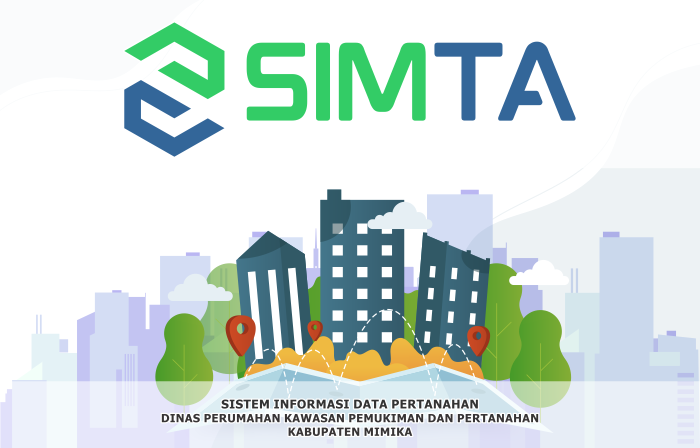 SIMTA
SISTEM INFORMASI DATA PERTANAHAN
DINAS PERUMAHAN KAWASAN PEMUKIMAN DAN PERTANAHAN
KABUPATEN MIMIKA